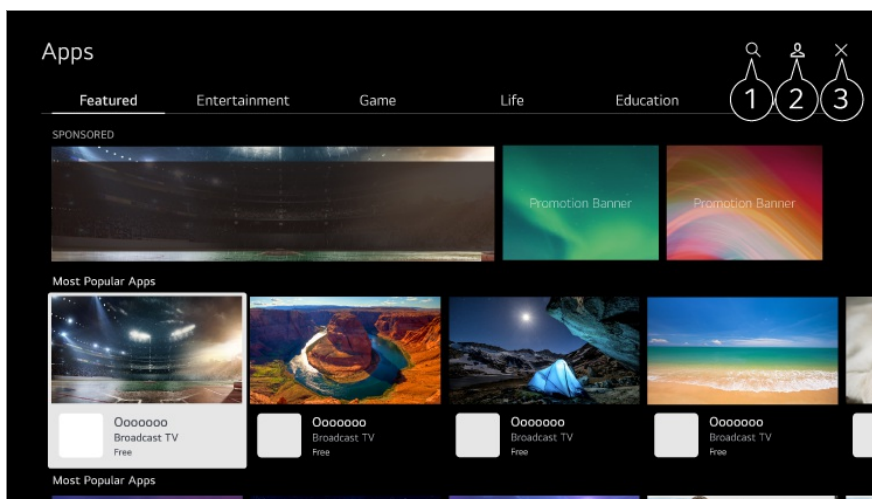 Apps
Featured Entertainment Game Life Education
1 2 3
SPONSORED
Promotion Banner Promotion Banner
Most Popular Apps
Ooooooo Ooooooo Ooooooo Ooooooo
Broadcast TV Broadcast TV Broadcast TV Broadcast TV
Free Free Free Free
Most Popular Apps